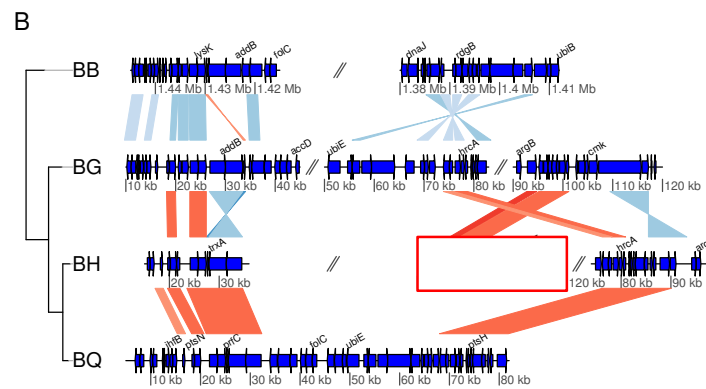 B
lysK addB folC dnaJ rdgB ubiB
BB
1.44 Mb 1.43 Mb 1.42 Mb 1.38 Mb 1.39 Mb 1.4 Mb 1.41 Mb
addB accD ubiE hrcA argB cmk
BG
10 kb 20 kb 30 kb 40 kb 50 kb 60 kb 70 kb 80 kb 90 kb 100 kb 110 kb 120 kb
trxA hrcA
BH
20 kb 30 kb 120 kb 80 kb 90 kb
ihfB ptsN prfC folC ubiE ptsH
BQ
10 kb 20 kb 30 kb 40 kb 50 kb 60 kb 70 kb 80 kb